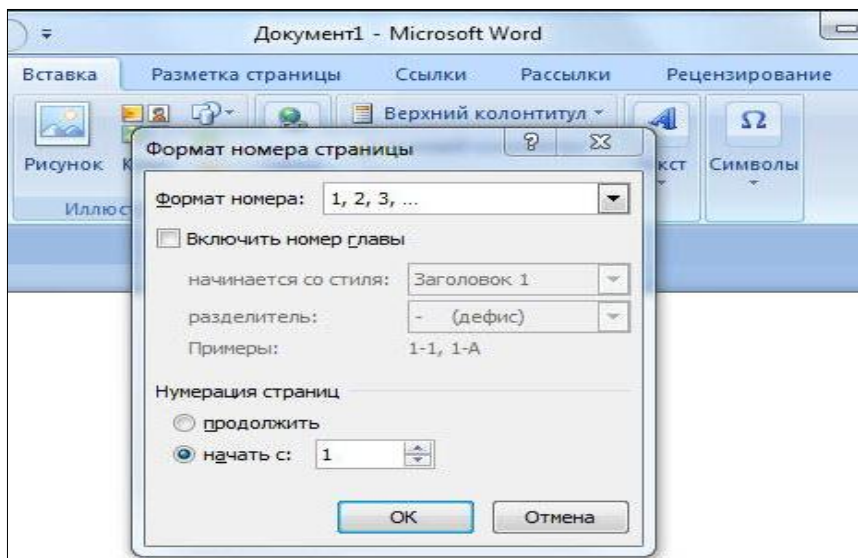 Документ1 - Microsoft Word
Вставка Разметка страницы Ссылки Рассылки Рецензирование
Верхний колонтитул
Формат номера страницы
Рисунок К кст Символы
Иллюс
Формат номера: 1, 2, 3, ...
Включить номер главы
начинается со стиля: Заголовок 1
разделитель: - (дефис)
Примеры: 1-1, 1-A
Нумерация страниц
продолжить
начать с: 1
ОК Отмена